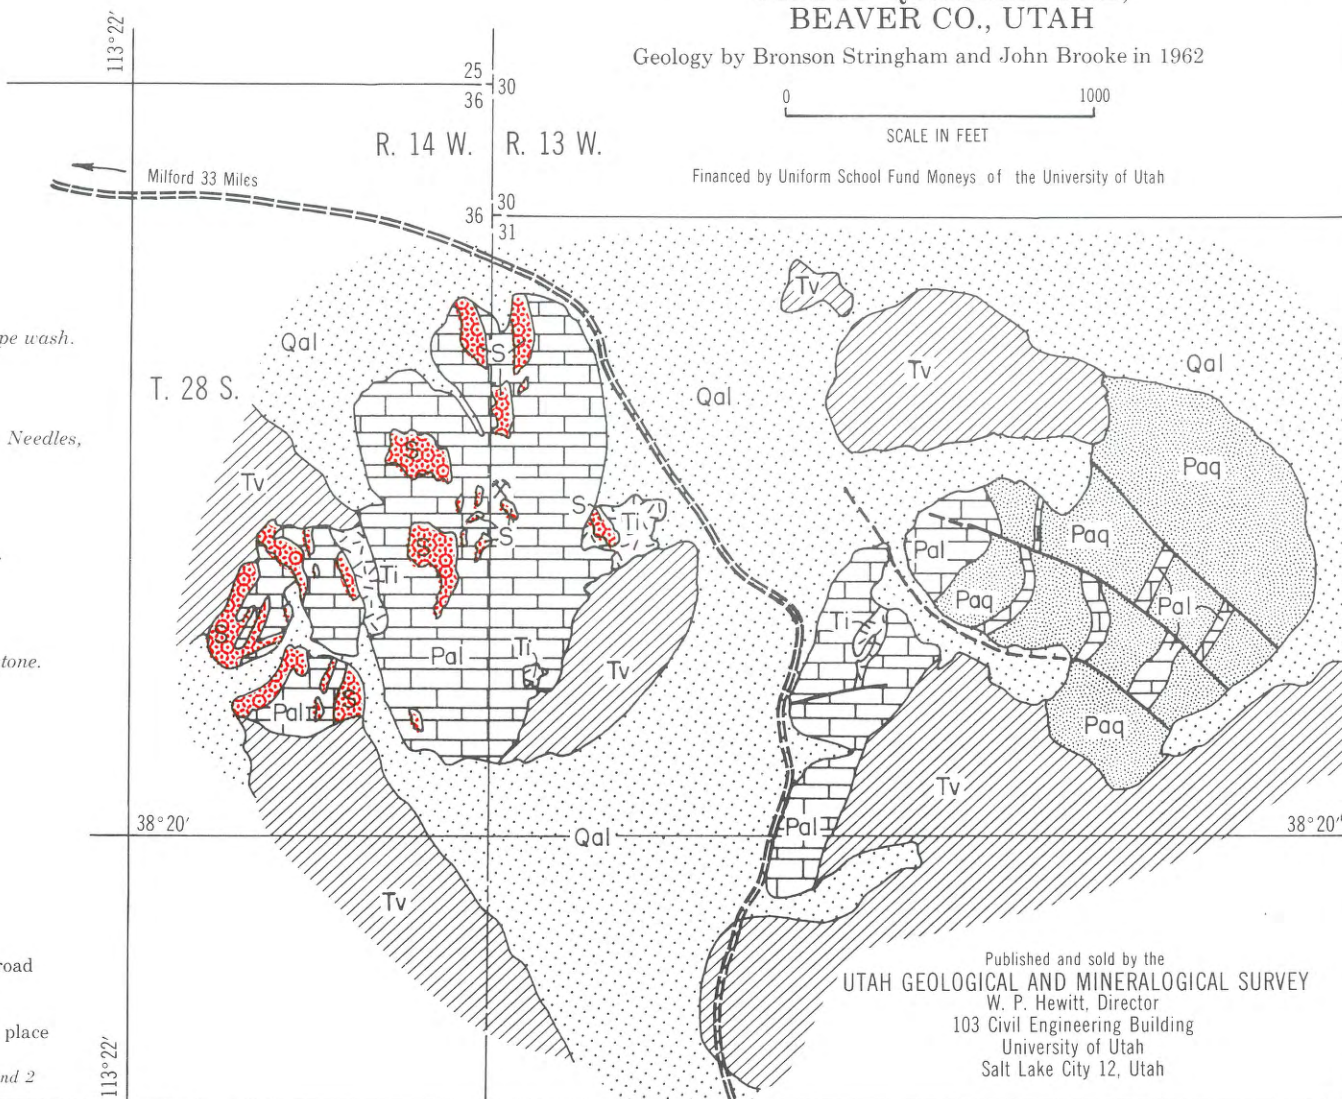 BEAVER CO., UTAH
Geology by Bronson Stringham and John Brooke in 1962
0 1000
SCALE IN FEET
Financed by Uniform School Fund Moneys of the University of Utah
113°22'
25 30
36
R. 14 W. R. 13 W.
Milford 33 Miles
36 30
31
Tv
pe wash.
Qal
S
Tv
Qal
T. 28 S.
Qal
Needles,
S
Paq
Tv
S
Ti
S
S
Paq
Pal
Ti
Paq
Pal
S
Ti
tone.
Pal
Ti
Tv
S
Pal
Paq
Tv
38°20'
Qal
Pal
38°20'
Tv
road
place
nd 2
113°22'
Published and sold by the
UTAH GEOLOGICAL AND MINERALOGICAL SURVEY
W. P. Hewitt, Director
103 Civil Engineering Building
University of Utah
Salt Lake City 12, Utah